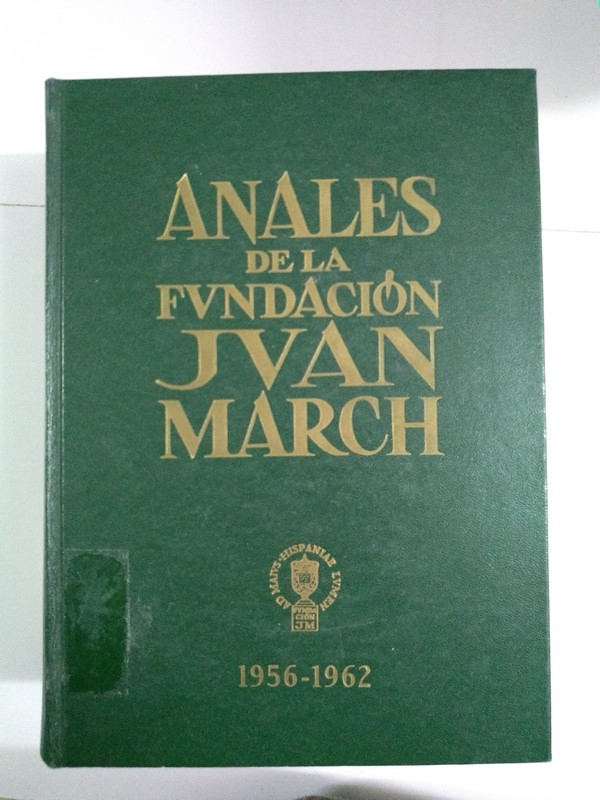 ANALES
DE LA
FVNDACIÓN
JVAN
MARCH
AD MAIVS·HISPANIAE LVMEN
FVNDA
CIÓN
JM
1956-1962